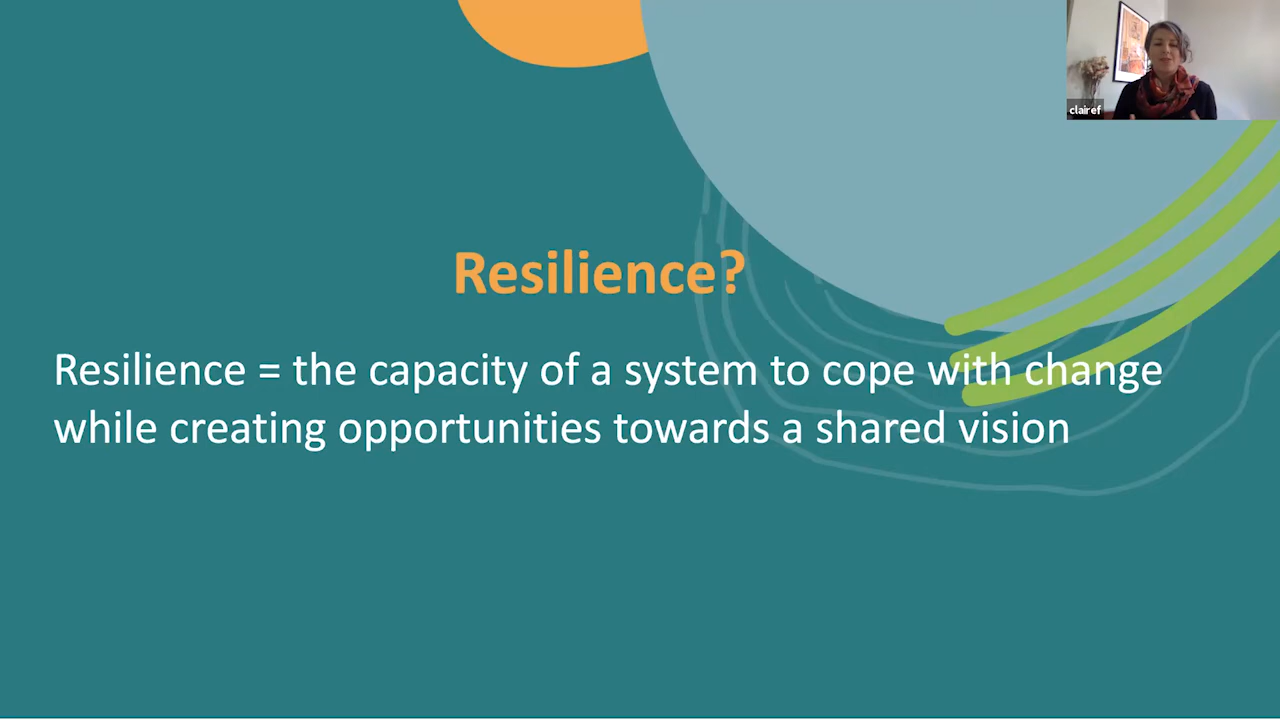 clairef
Resilience?
Resilience = the capacity of a system to cope with change
while creating opportunities towards a shared vision